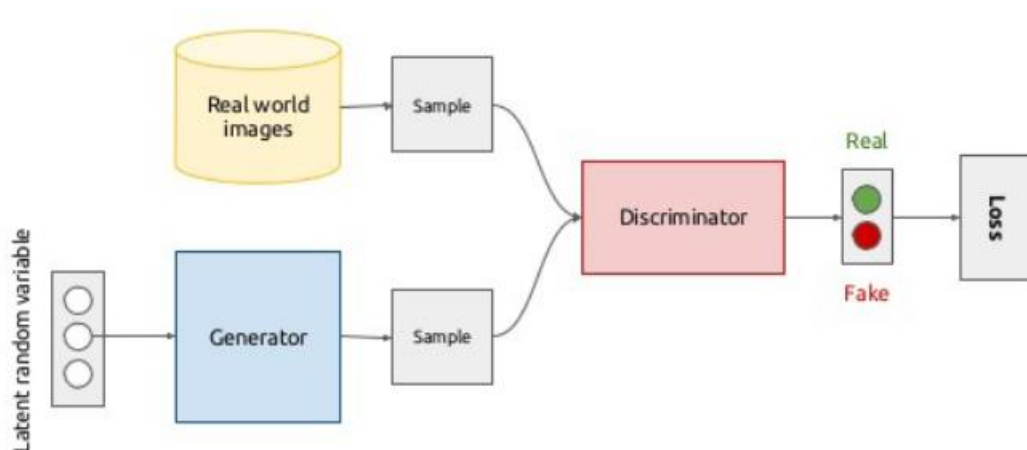 Real world
images
Sample
Real
Discriminator
Loss
Fake
Latent random variable
Generator
Sample